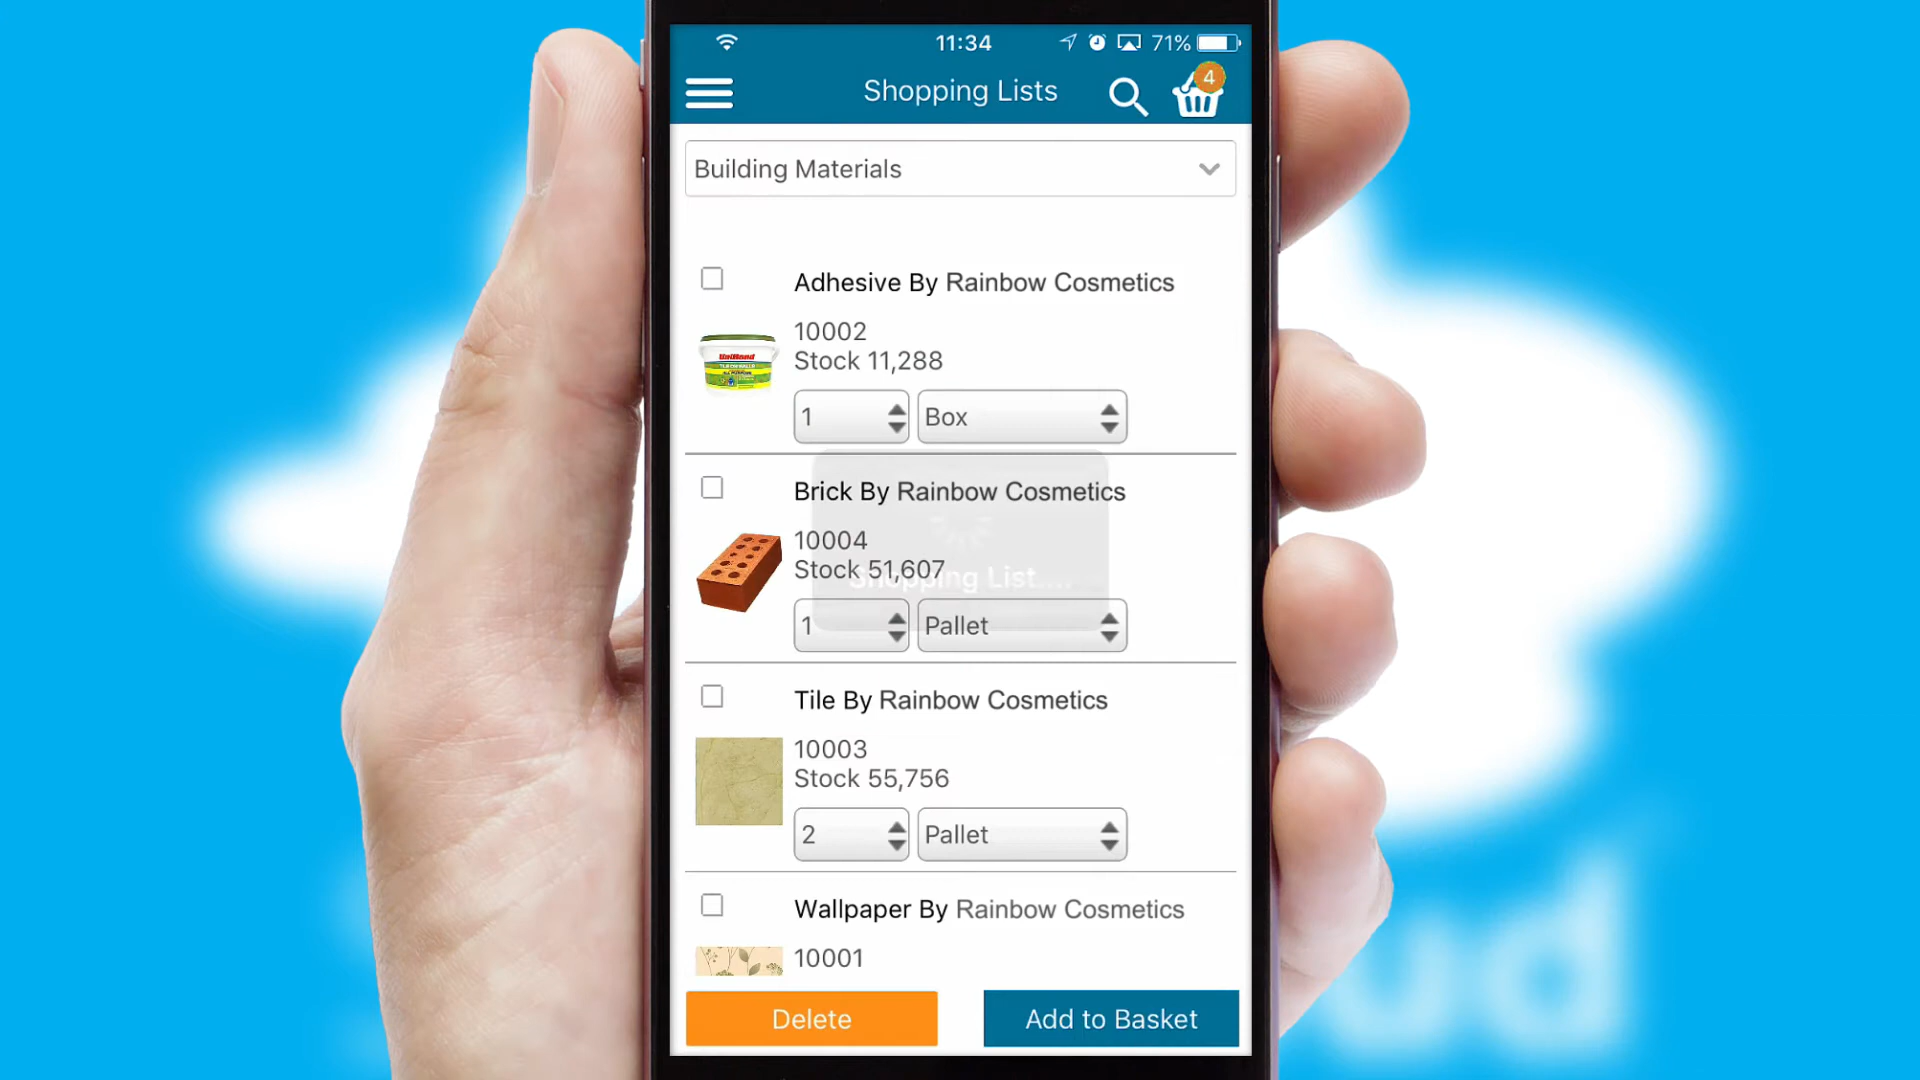 11:34 71%
Shopping Lists 4
Building Materials
Adhesive By Rainbow Cosmetics
10002
Stock 11,288
1 Box
Brick By Rainbow Cosmetics
10004
Stock 51,607
Shopping List....
1 Pallet
Tile By Rainbow Cosmetics
10003
Stock 55,756
2 Pallet
Wallpaper By Rainbow Cosmetics
10001
Delete Add to Basket